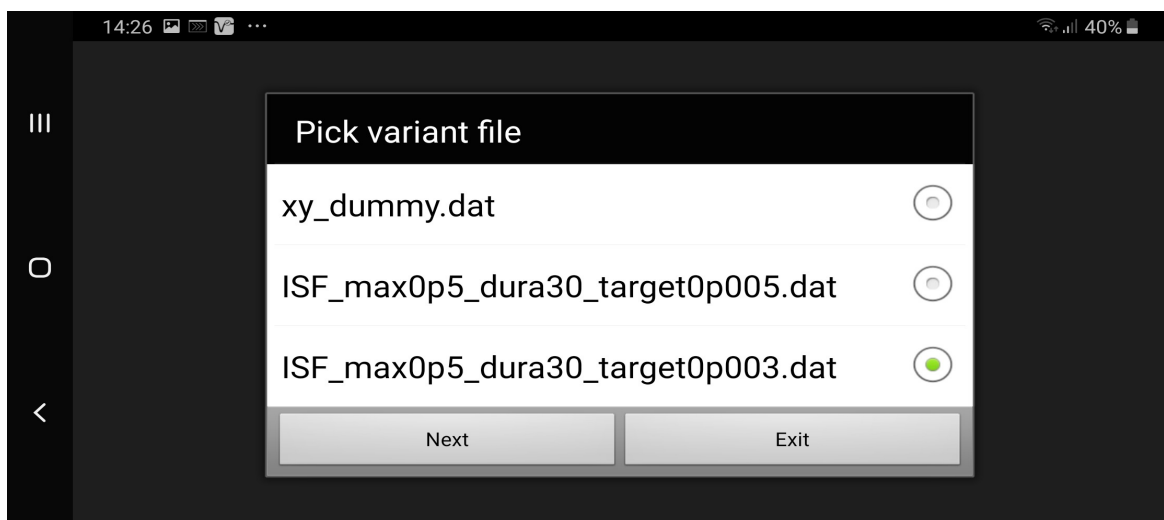 14:26 ... 40%
Pick variant file
xy_dummy.dat
ISF_max0p5_dura30_target0p005.dat
ISF_max0p5_dura30_target0p003.dat
Next Exit